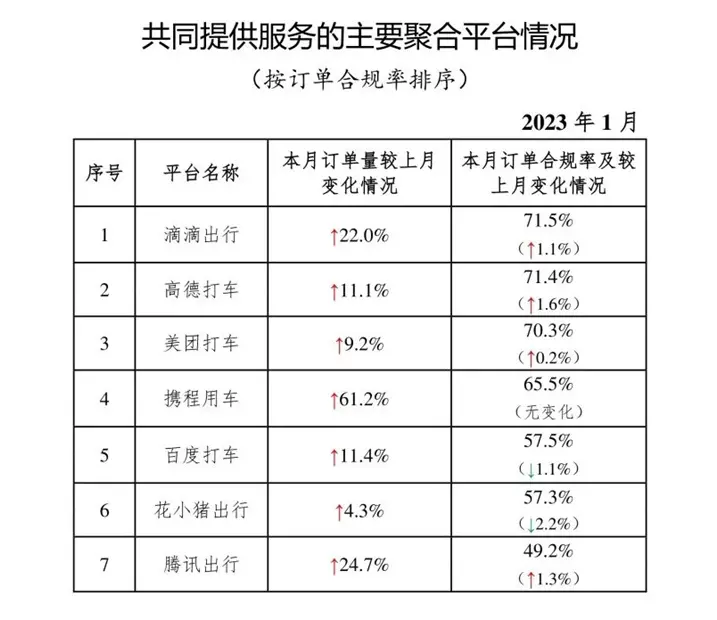 共同提供服务的主要聚合平台情况
（按订单合规率排序）
2023 年 1 月
序号 平台名称 本月订单量较上月变化情况 本月订单合规率及较上月变化情况
1 滴滴出行 ↑22.0% 71.5%
（↑1.1%）
2 高德打车 ↑11.1% 71.4%
（↑1.6%）
3 美团打车 ↑9.2% 70.3%
（↑0.2%）
4 携程用车 ↑61.2% 65.5%
（无变化）
5 百度打车 ↑11.4% 57.5%
（↓1.1%）
6 花小猪出行 ↑4.3% 57.3%
（↓2.2%）
7 腾讯出行 ↑24.7% 49.2%
（↑1.3%）